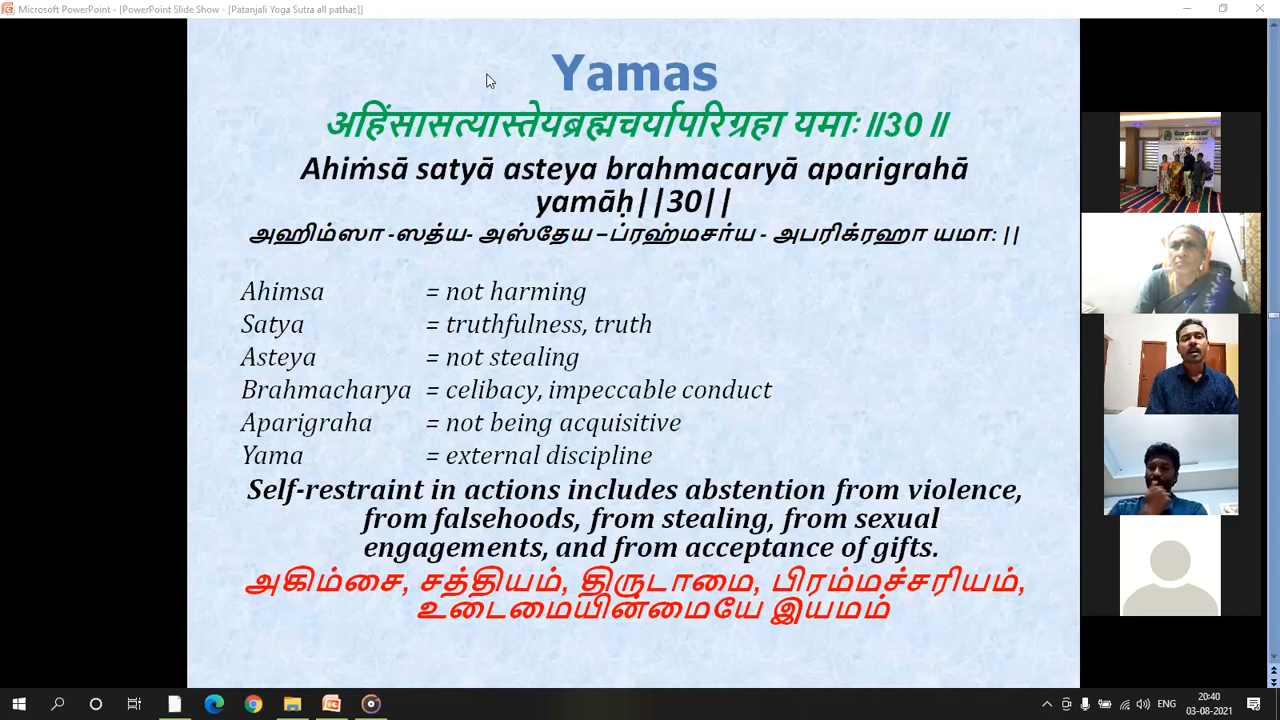 Microsoft PowerPoint - [PowerPoint Slide Show - [Patanjali Yoga Sutra all pathas]]
Yamas
अहिंसासत्यास्तेयब्रह्मचर्यापरिग्रहा यमाः॥30॥
Ahiṁsā satyā asteya brahmacaryā aparigrahā
yamāḥ||30||
அஹிம்ஸா -ஸத்ய- அஸ்தேய –ப்ரஹ்மசர்ய - அபரிக்ரஹா யமா: ||
Ahimsa = not harming
Satya = truthfulness, truth
Asteya = not stealing
Brahmacharya = celibacy, impeccable conduct
Aparigraha = not being acquisitive
Yama = external discipline
Self-restraint in actions includes abstention from violence,
from falsehoods, from stealing, from sexual
engagements, and from acceptance of gifts.
அகிம்சை, சத்தியம், திருடாமை, பிரம்மச்சரியம்,
உடைமையின்மையே இயமம்
ENG
20:40
03-08-2021